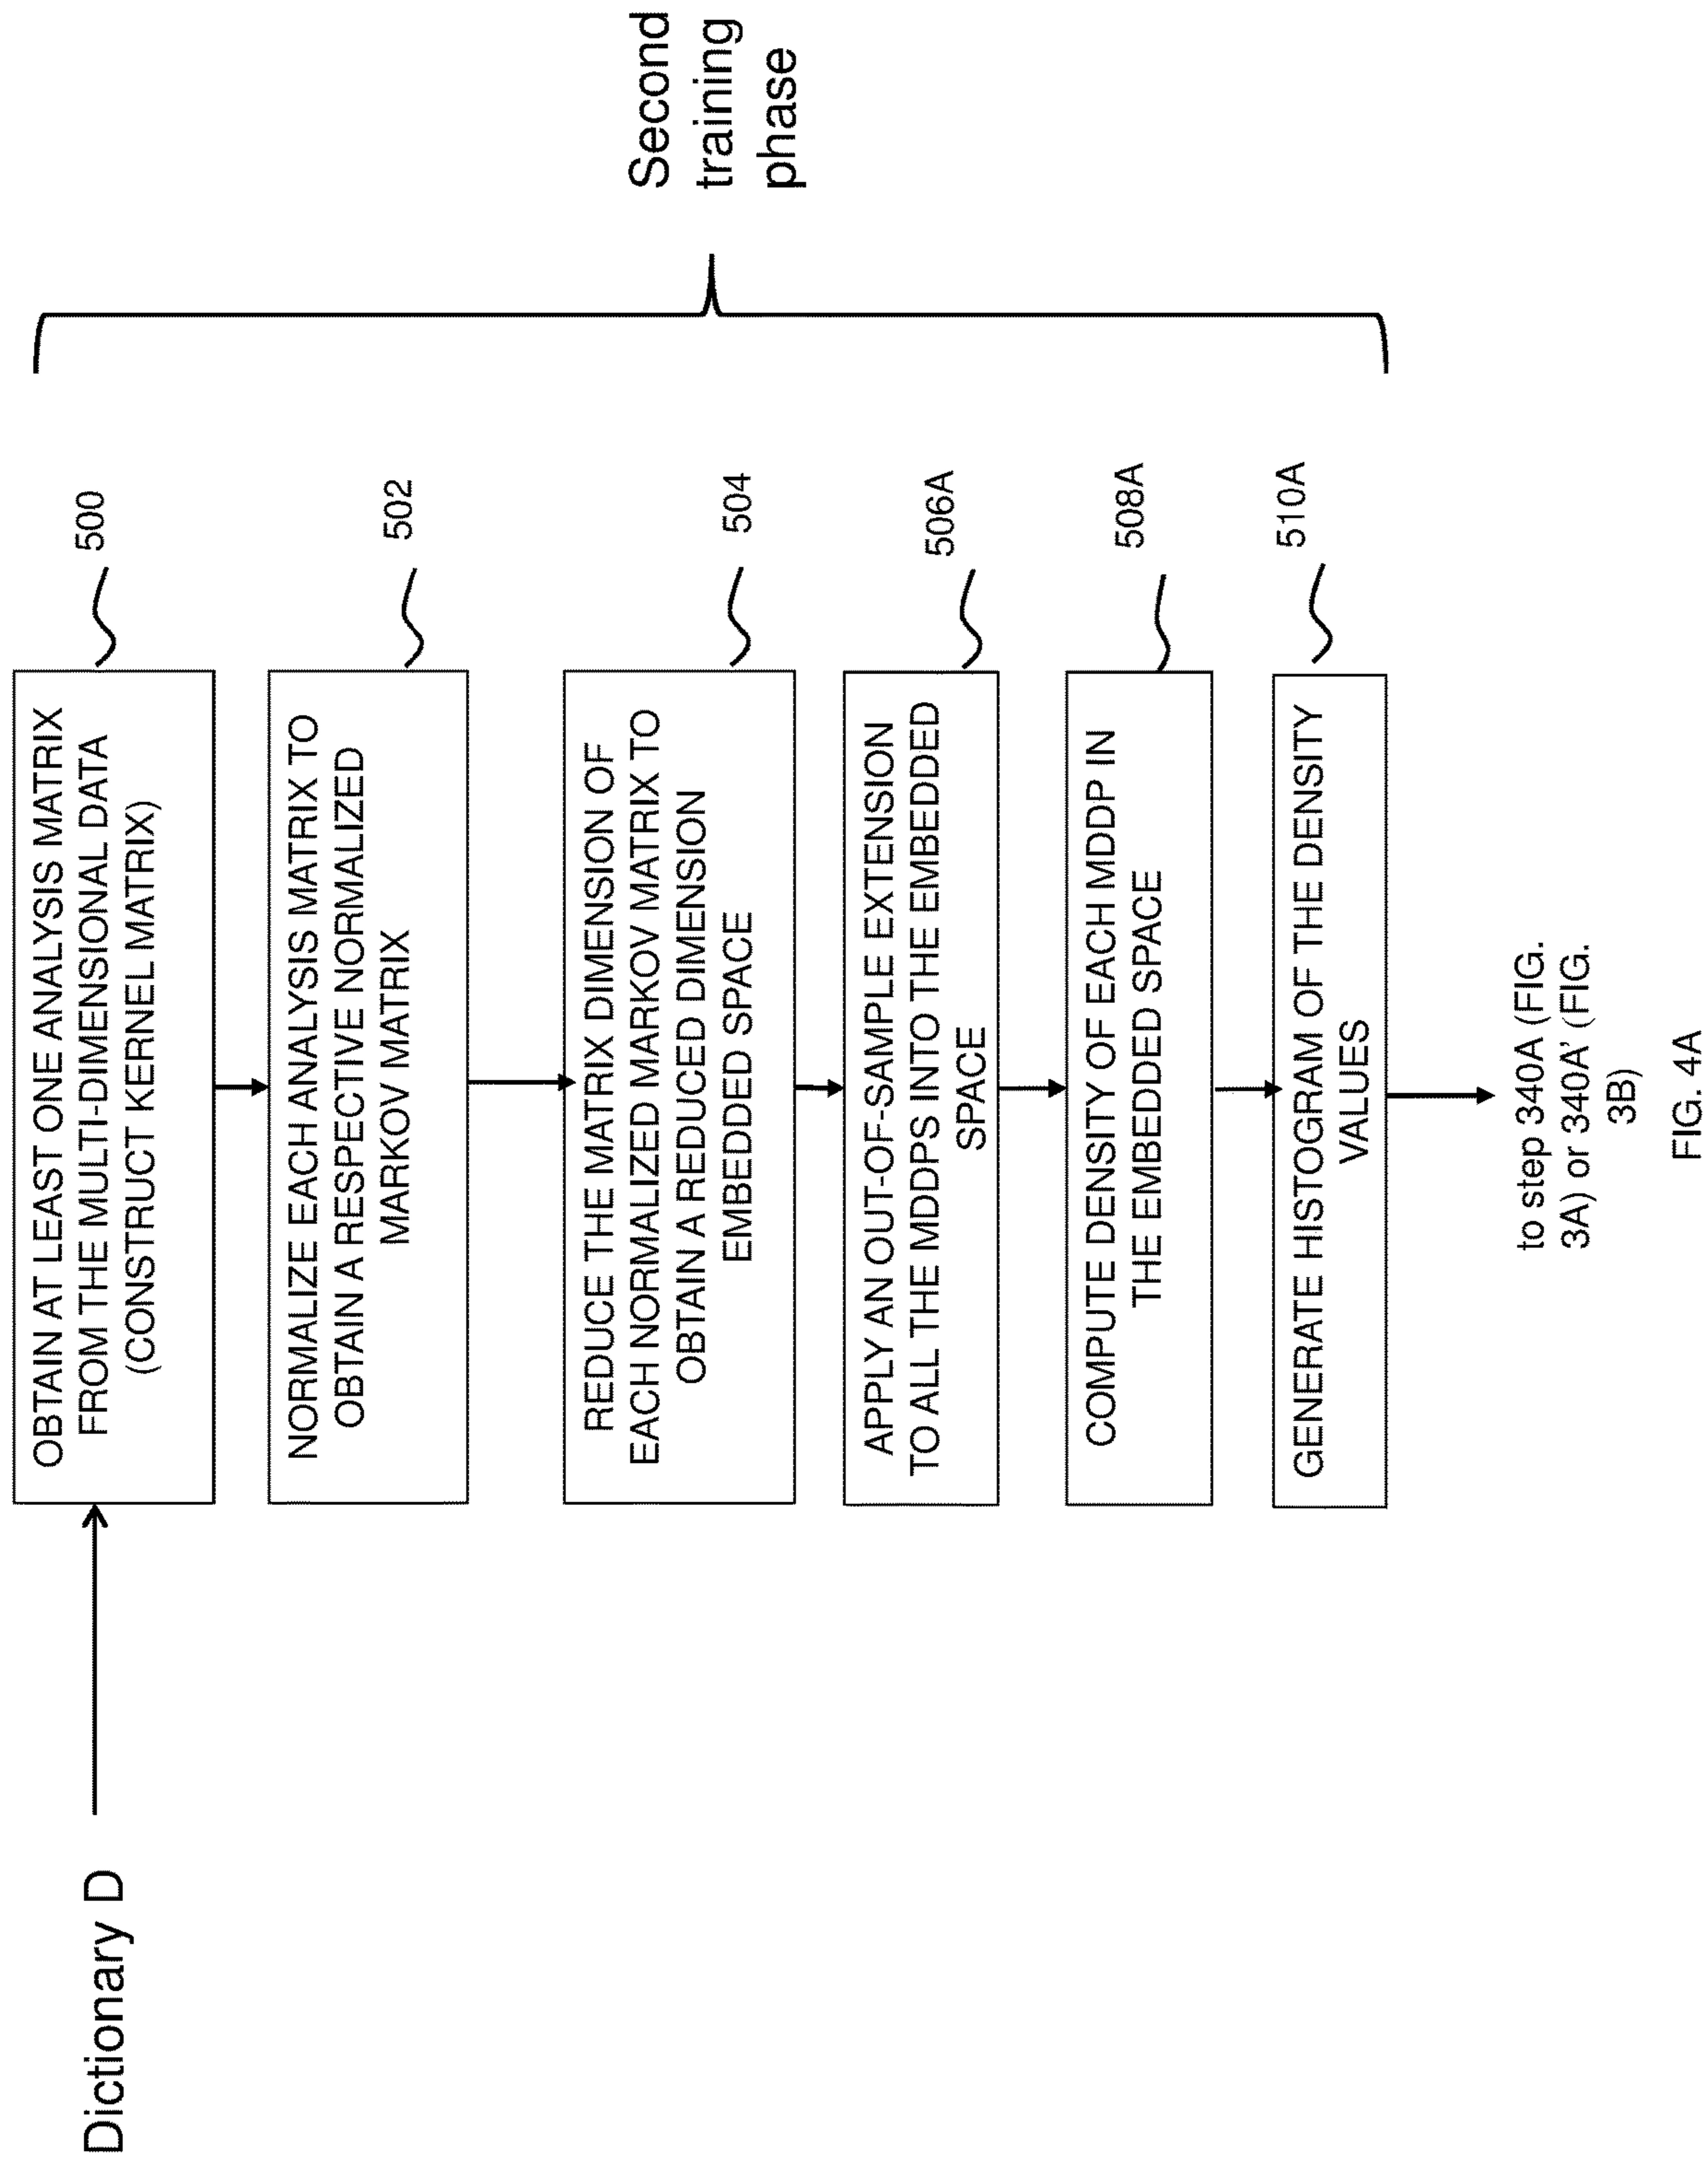 Dictionary D
OBTAIN AT LEAST ONE ANALYSIS MATRIX
FROM THE MULTI-DIMENSIONAL DATA
(CONSTRUCT KERNEL MATRIX)
500
NORMALIZE EACH ANALYSIS MATRIX TO
OBTAIN A RESPECTIVE NORMALIZED
MARKOV MATRIX
502
REDUCE THE MATRIX DIMENSION OF
EACH NORMALIZED MARKOV MATRIX TO
OBTAIN A REDUCED DIMENSION
EMBEDDED SPACE
504
APPLY AN OUT-OF-SAMPLE EXTENSION
TO ALL THE MDDPS INTO THE EMBEDDED
SPACE
506A
COMPUTE DENSITY OF EACH MDDP IN
THE EMBEDDED SPACE
508A
GENERATE HISTOGRAM OF THE DENSITY
VALUES
510A
Second
training
phase
to step 340A (FIG.
3A) or 340A' (FIG.
3B)
FIG. 4A